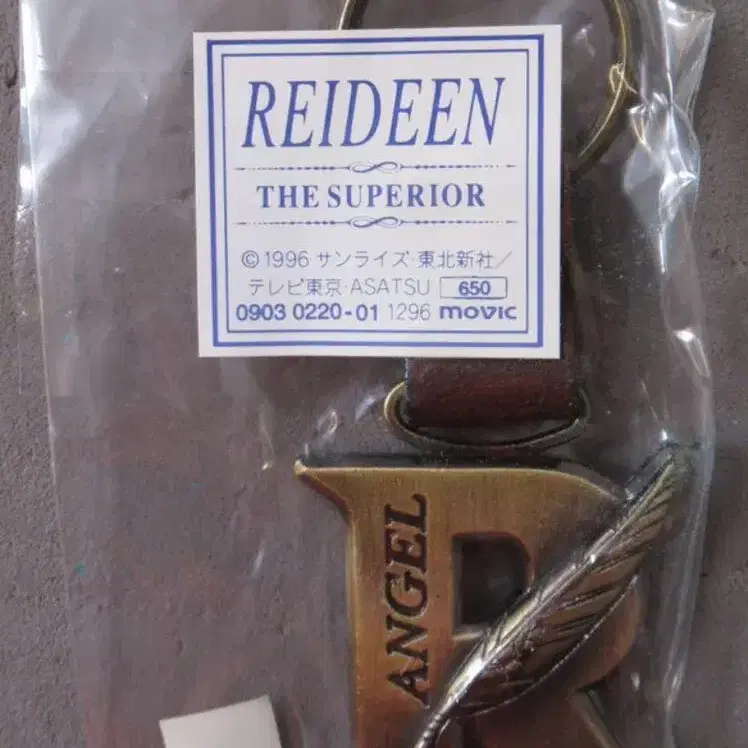 REIDEEN
THE SUPERIOR
©1996 サンライズ・東北新社/
テレビ東京・ASATSU 650
0903 0220-01 1296 movic
ANGEL
R